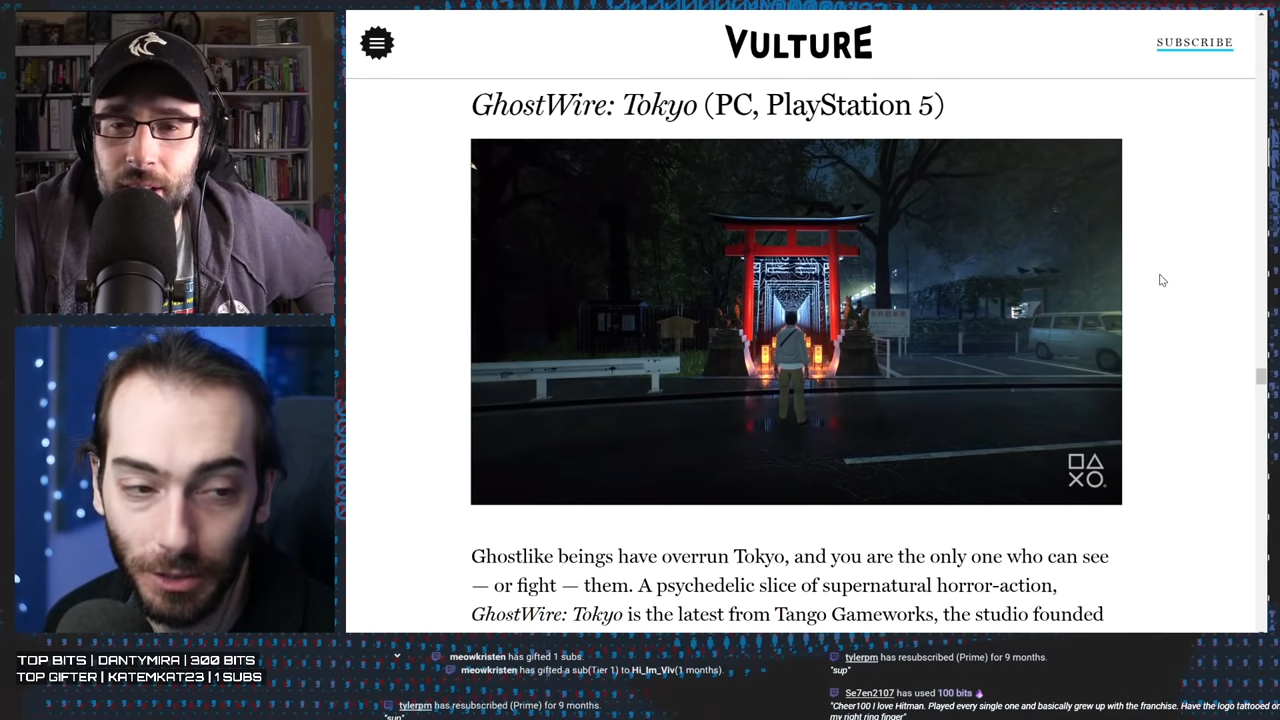 VULTURE
SUBSCRIBE
GhostWire: Tokyo (PC, PlayStation 5)
Ghostlike beings have overrun Tokyo, and you are the only one who can see
— or fight — them. A psychedelic slice of supernatural horror-action,
GhostWire: Tokyo is the latest from Tango Gameworks, the studio founded
TOP BITS | DANTYMIRA | 300 BITS
TOP GIFTER | KATEMKAT23 | 1 SUBS
meowkristen has gifted 1 subs.
meowkristen has gifted a sub(Tier 1) to Hi_Im_Viv(1 months).
tylerpm has resubscribed (Prime) for 9 months.
"sup"
tylerpm has resubscribed (Prime) for 9 months.
"sup"
Se7en2107 has used 100 bits
"Cheer100 I love Hitman. Played every single one and basically grew up with the franchise. Have the logo tattooed on
my right ring finger"